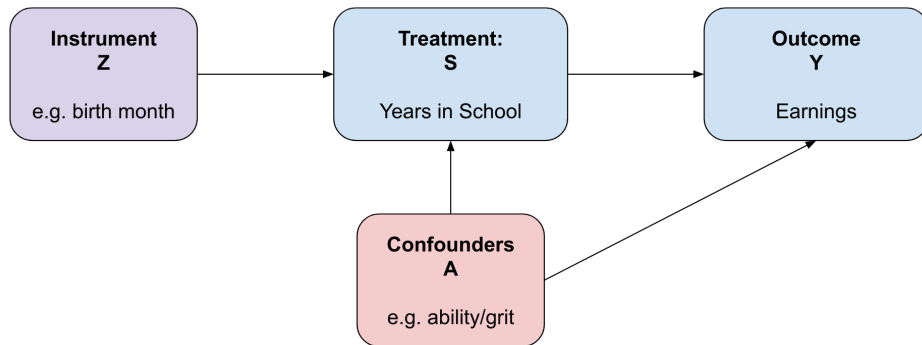 Instrument
Z
e.g. birth month
Treatment:
S
Years in School
Outcome
Y
Earnings
Confounders
A
e.g. ability/grit